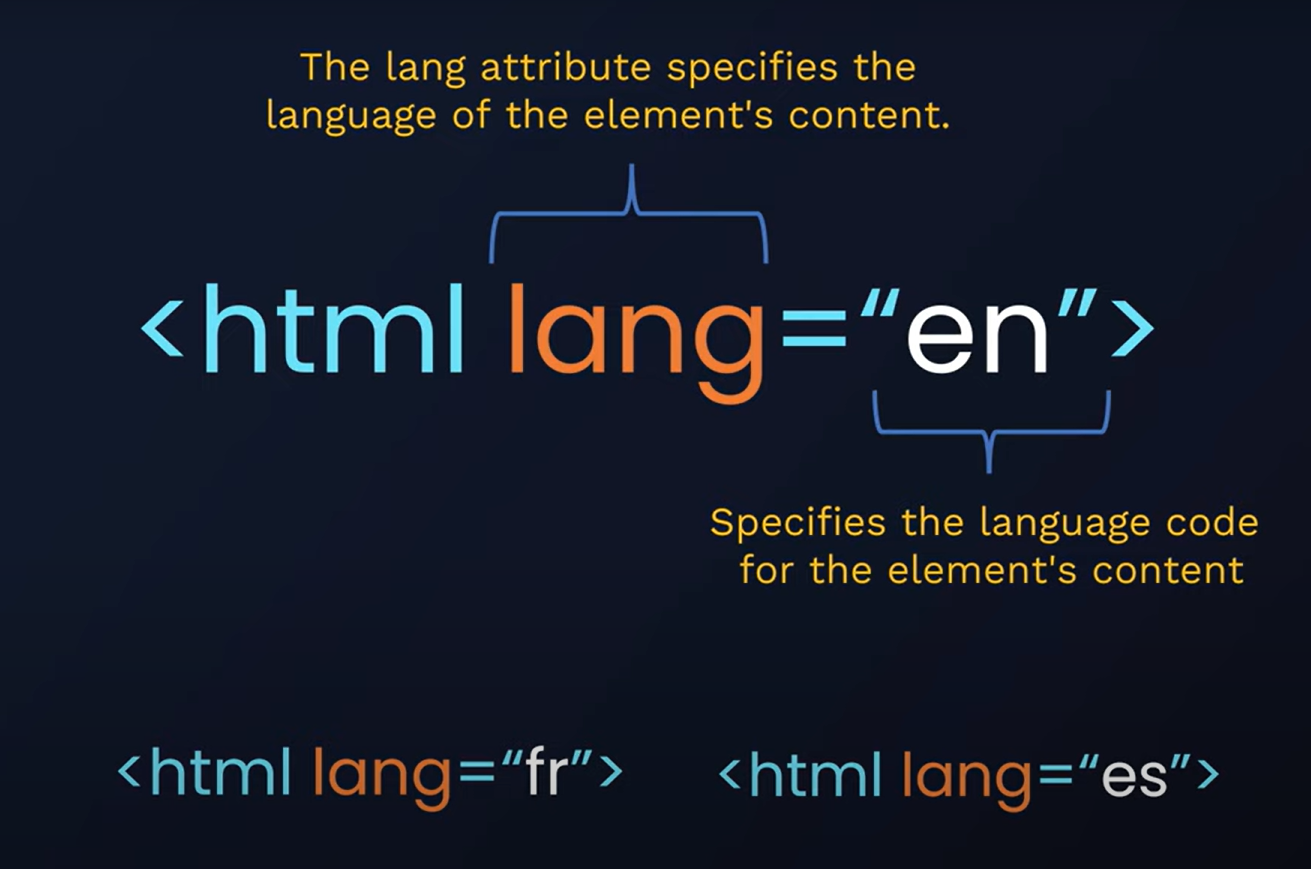 The lang attribute specifies the
language of the element's content.
<html lang=“en”>
Specifies the language code
for the element's content
<html lang=“fr”>
<html lang=“es”>